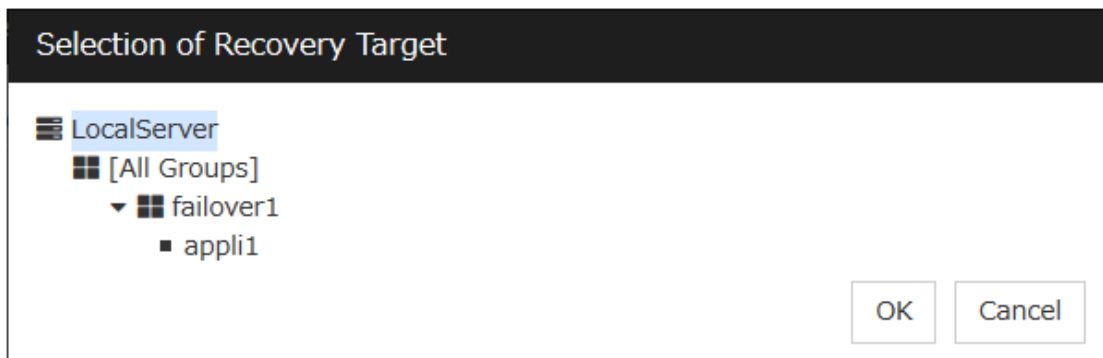 Selection of Recovery Target
LocalServer
[All Groups]
failover1
appli1
OK Cancel